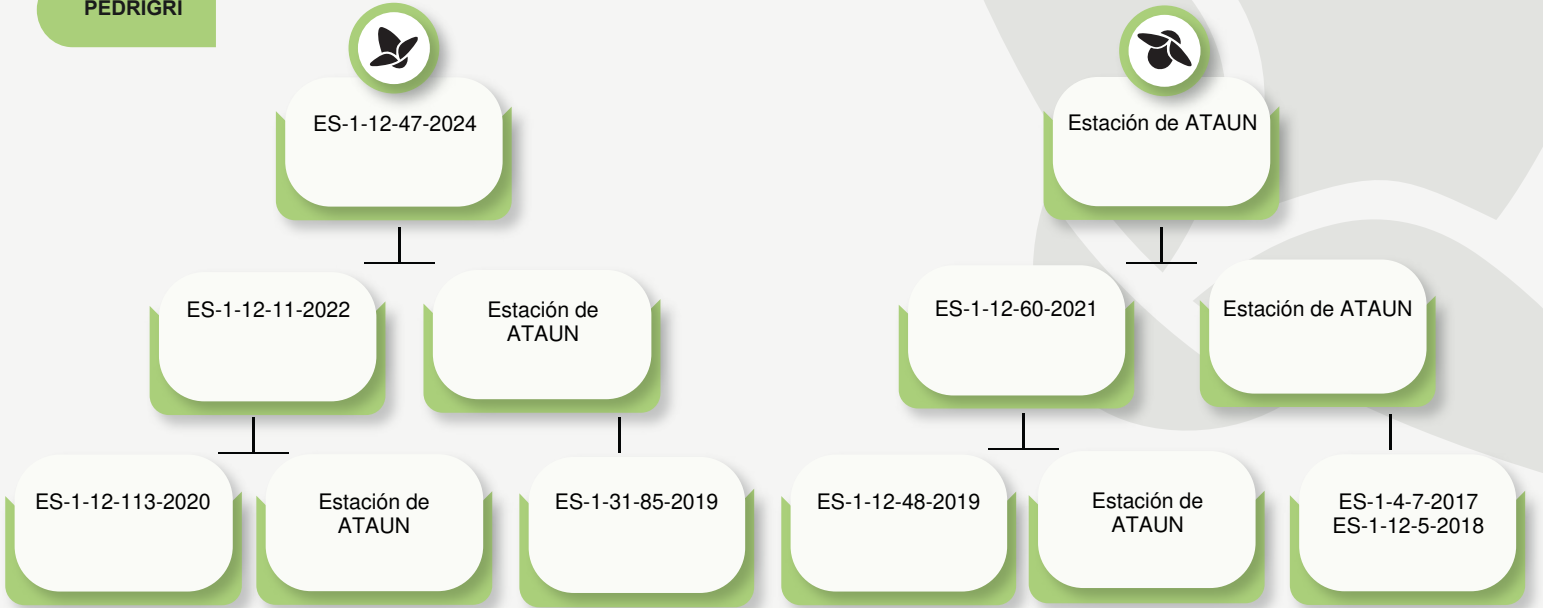 PEDRIGRI
ES-1-12-47-2024
Estación de ATAUN
ES-1-12-11-2022
Estación de
ATAUN
ES-1-12-60-2021
Estación de ATAUN
ES-1-12-113-2020
Estación de
ATAUN
ES-1-31-85-2019
ES-1-12-48-2019
Estación de
ATAUN
ES-1-4-7-2017
ES-1-12-5-2018